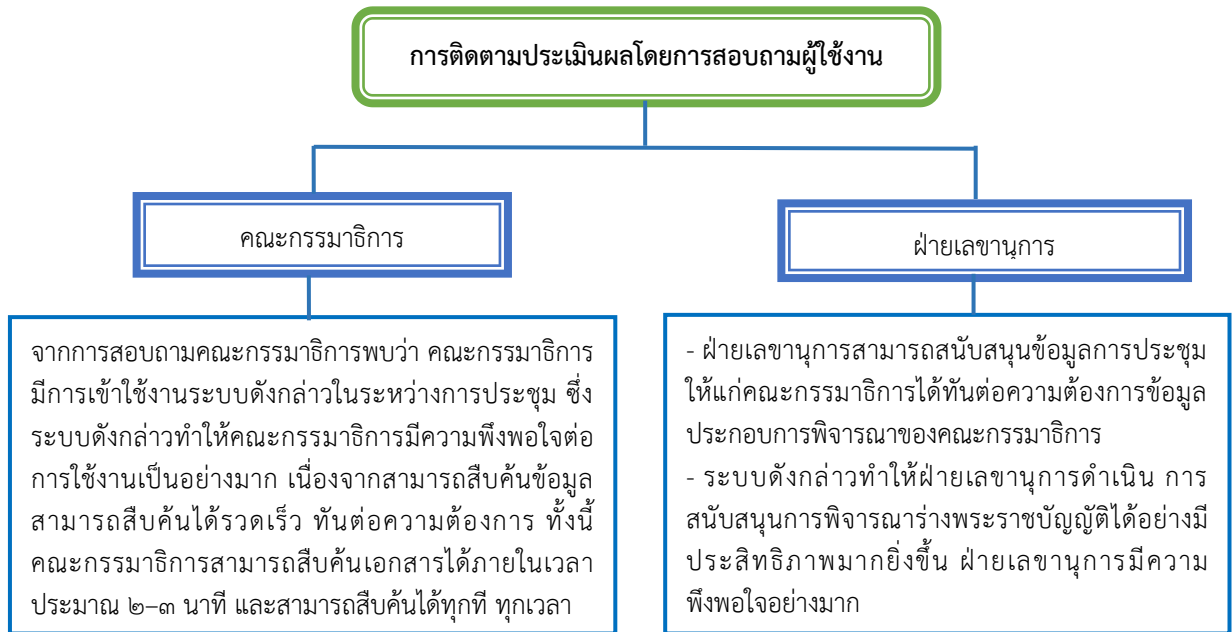 การติดตามประเมินผลโดยการสอบถามผู้ใช้งาน
คณะกรรมาธิการ
จากการสอบถามคณะกรรมาธิการพบว่า คณะกรรมาธิการ
มีการเข้าใช้งานระบบดังกล่าวในระหว่างการประชุม ซึ่ง
ระบบดังกล่าวทำให้คณะกรรมาธิการมีความพึงพอใจต่อ
การใช้งานเป็นอย่างมาก เนื่องจากสามารถสืบค้นข้อมูล
สามารถสืบค้นได้รวดเร็ว ทันต่อความต้องการ ทั้งนี้
คณะกรรมาธิการสามารถสืบค้นเอกสารได้ภายในเวลา
ประมาณ ๒–๓ นาที และสามารถสืบค้นได้ทุกที ทุกเวลา
ฝ่ายเลขานุการ
- ฝ่ายเลขานุการสามารถสนับสนุนข้อมูลการประชุม
ให้แก่คณะกรรมาธิการได้ทันต่อความต้องการข้อมูล
ประกอบการพิจารณาของคณะกรรมาธิการ
- ระบบดังกล่าวทำให้ฝ่ายเลขานุการดำเนิน การ
สนับสนุนการพิจารณาร่างพระราชบัญญัติได้อย่างมี
ประสิทธิภาพมากยิ่งขึ้น ฝ่ายเลขานุการมีความ
พึงพอใจอย่างมาก